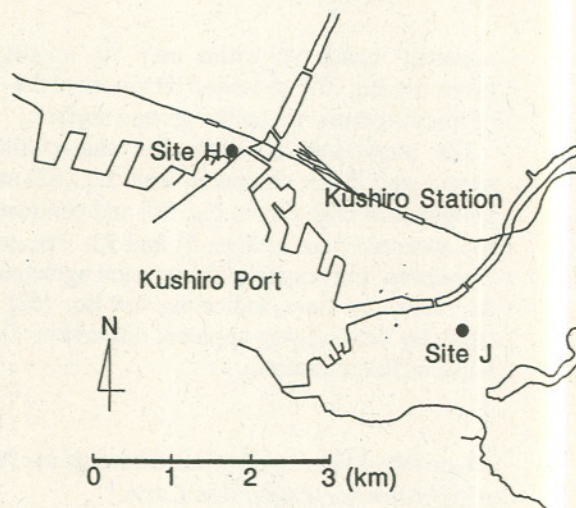 Site H
Kushiro Station
Kushiro Port
N
Site J
0 1 2 3 (km)